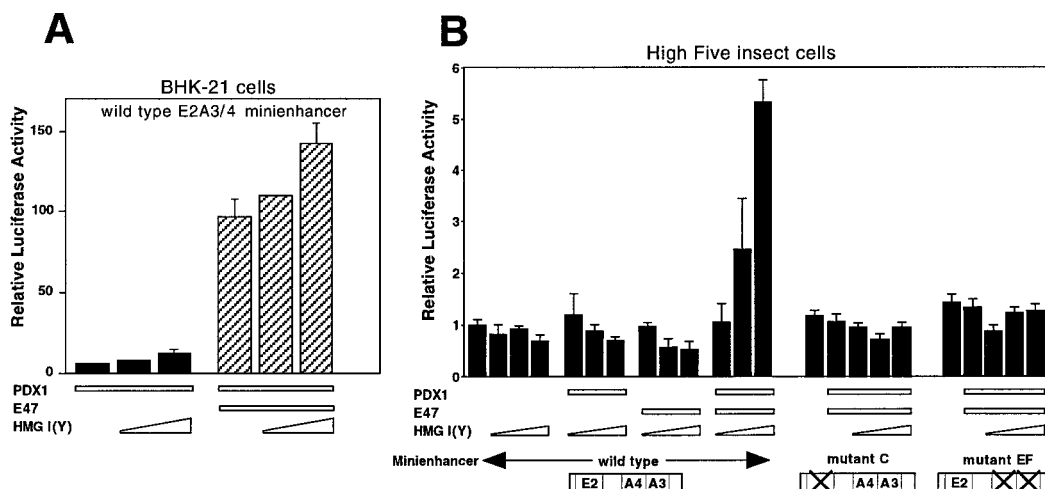 A
BHK-21 cells
wild type E2A3/4 minienhancer
Relative Luciferase Activity
150
100
50
0
PDX1
E47
HMG I(Y)
B
High Five insect cells
Relative Luciferase Activity
6
5
4
3
2
1
0
PDX1
E47
HMG I(Y)
Minienhancer
wild type
mutant C
mutant EF
E2 A4 A3
A4 A3
E2